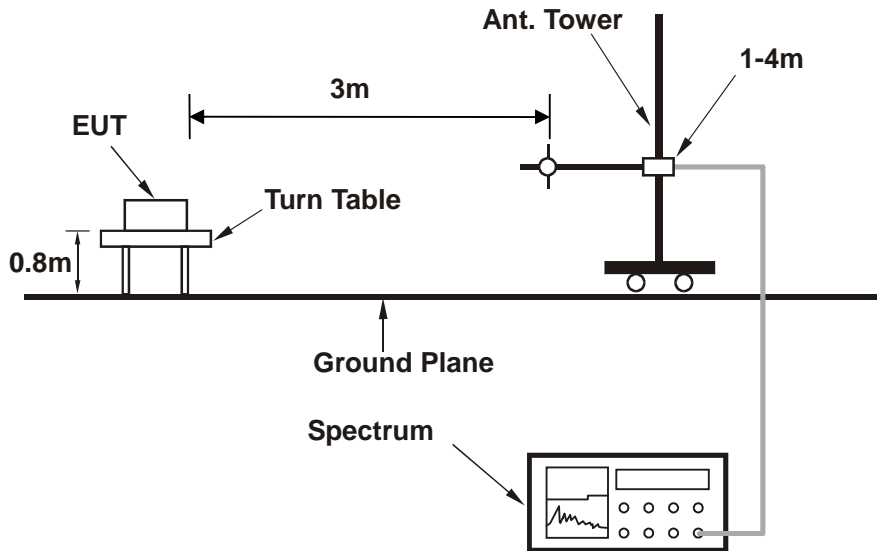 Ant. Tower
1-4m
3m
EUT
Turn Table
0.8m
Ground Plane
Spectrum